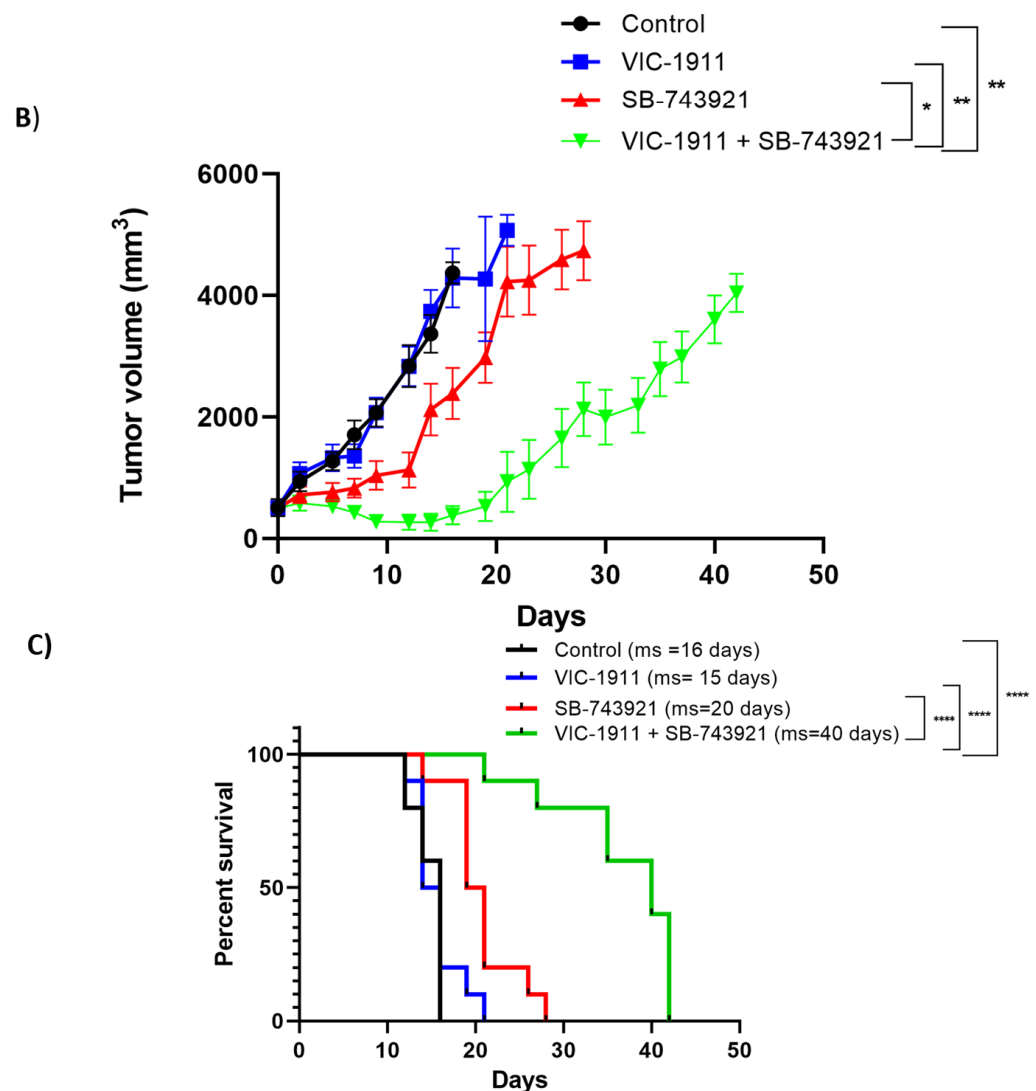 Control
VIC-1911
SB-743921
VIC-1911 + SB-743921
* ** **
B)
Tumor volume (mm³)
6000
4000
2000
0
0 10 20 30 40 50
Days
C)
Control (ms =16 days)
VIC-1911 (ms= 15 days)
SB-743921 (ms=20 days)
VIC-1911 + SB-743921 (ms=40 days)
**** **** ****
Percent survival
100
50
0
0 10 20 30 40 50
Days